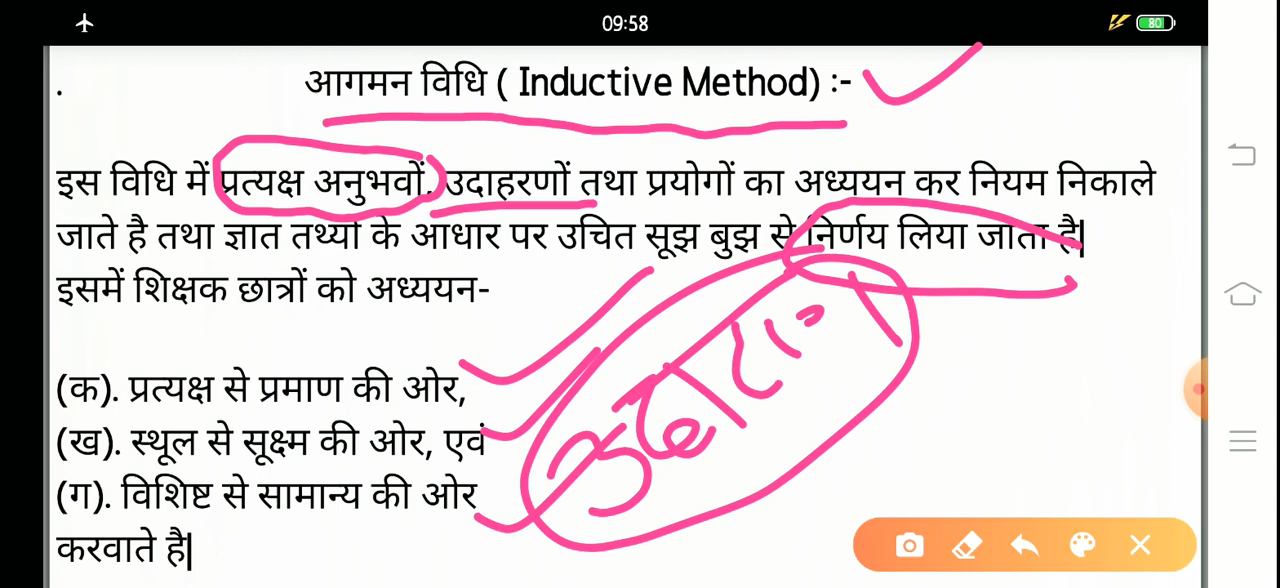 09:58
80
. आगमन विधि ( Inductive Method) :-
इस विधि में प्रत्यक्ष अनुभवों, उदाहरणों तथा प्रयोगों का अध्ययन कर नियम निकाले
जाते है तथा ज्ञात तथ्यों के आधार पर उचित सूझ बुझ से निर्णय लिया जाता है|
इसमें शिक्षक छात्रों को अध्ययन-
(क). प्रत्यक्ष से प्रमाण की ओर,
(ख). स्थूल से सूक्ष्म की ओर, एवं
(ग). विशिष्ट से सामान्य की ओर
करवाते है|